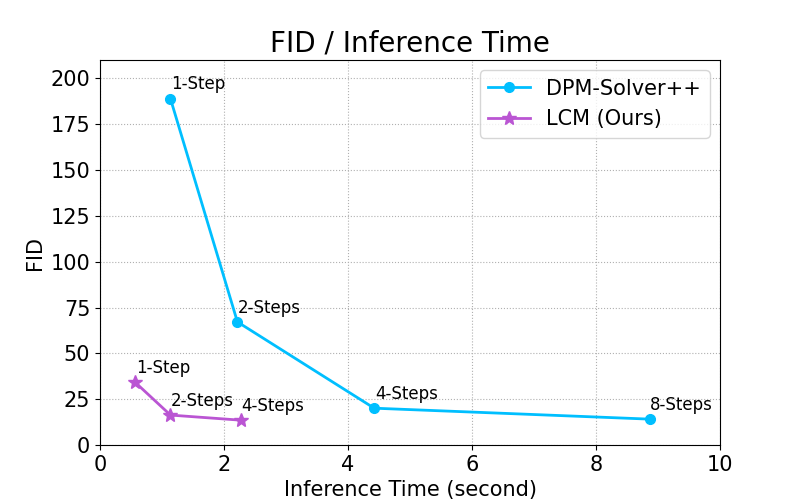 FID / Inference Time
DPM-Solver++
LCM (Ours)
200
175
150
125
100
75
50
25
0
FID
1-Step
2-Steps
4-Steps
8-Steps
1-Step
2-Steps
4-Steps
0 2 4 6 8 10
Inference Time (second)